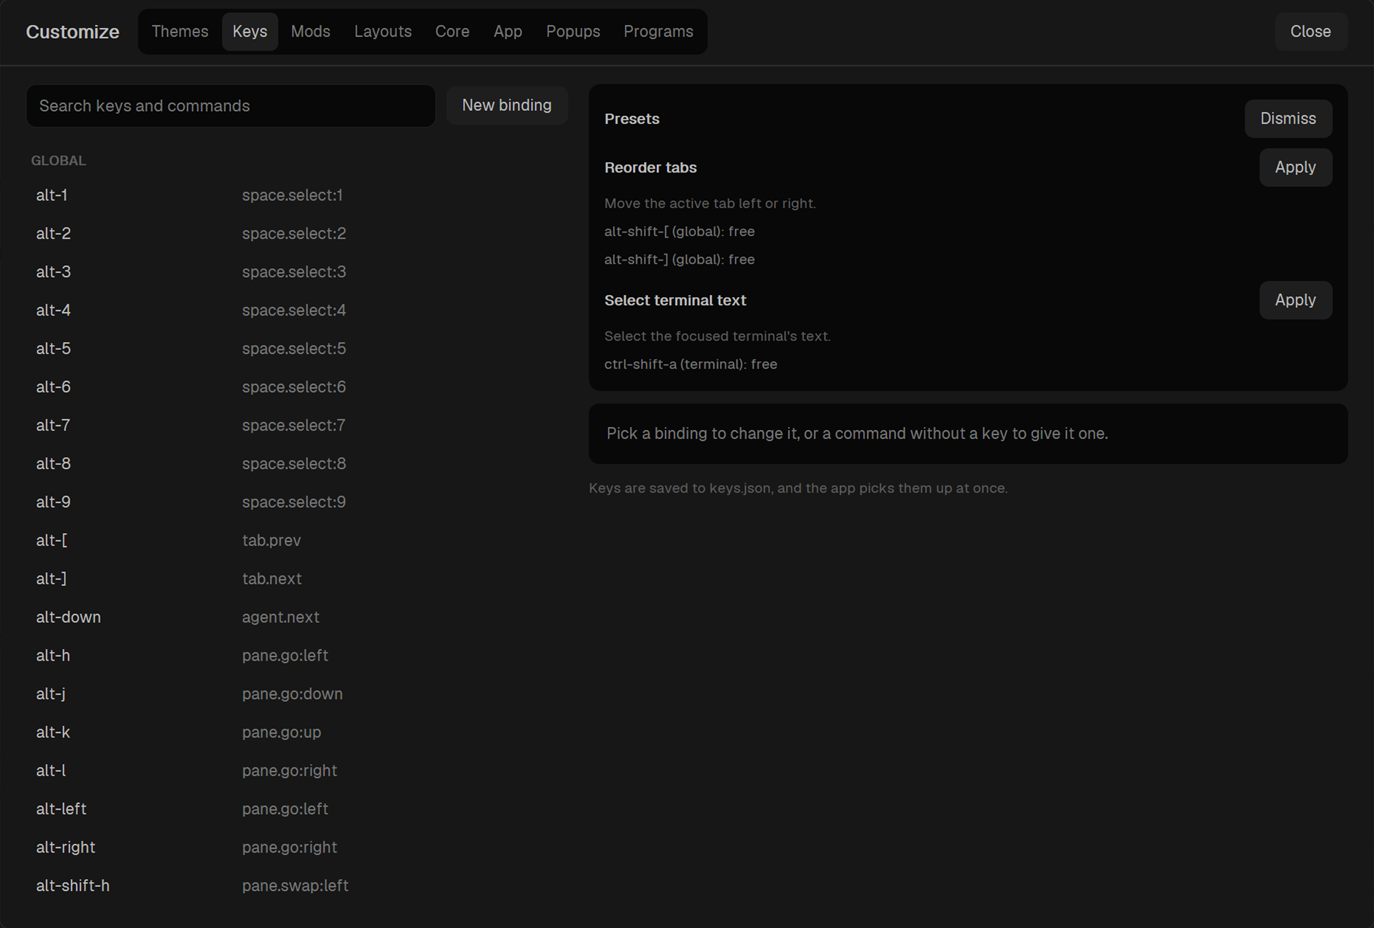 Customize Themes Keys Mods Layouts Core App Popups Programs Close
Search keys and commands New binding
GLOBAL
alt-1 space.select:1
alt-2 space.select:2
alt-3 space.select:3
alt-4 space.select:4
alt-5 space.select:5
alt-6 space.select:6
alt-7 space.select:7
alt-8 space.select:8
alt-9 space.select:9
alt-[ tab.prev
alt-] tab.next
alt-down agent.next
alt-h pane.go:left
alt-j pane.go:down
alt-k pane.go:up
alt-l pane.go:right
alt-left pane.go:left
alt-right pane.go:right
alt-shift-h pane.swap:left
Presets Dismiss
Reorder tabs Apply
Move the active tab left or right.
alt-shift-[ (global): free
alt-shift-] (global): free
Select terminal text Apply
Select the focused terminal's text.
ctrl-shift-a (terminal): free
Pick a binding to change it, or a command without a key to give it one.
Keys are saved to keys.json, and the app picks them up at once.